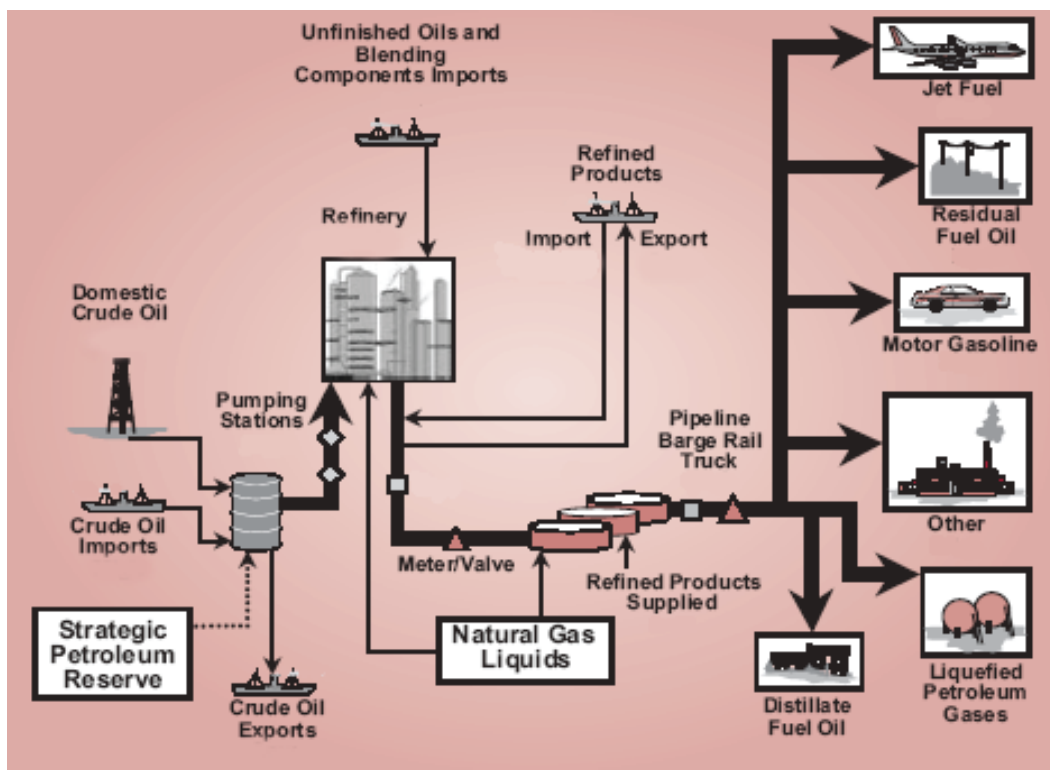 Unfinished Oils and
Blending
Components Imports
Refinery
Refined
Products
Import
Export
Domestic
Crude Oil
Pumping
Stations
Crude Oil
Imports
Strategic
Petroleum
Reserve
Crude Oil
Exports
Meter/Valve
Natural Gas
Liquids
Refined Products
Supplied
Pipeline
Barge Rail
Truck
Jet Fuel
Residual
Fuel Oil
Motor Gasoline
Other
Liquefied
Petroleum
Gases
Distillate
Fuel Oil